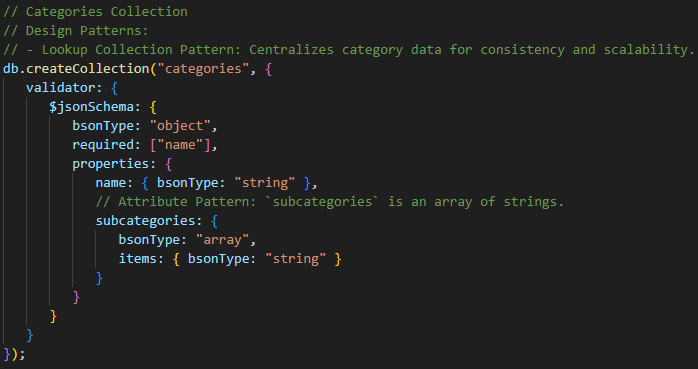 // Categories Collection
// Design Patterns:
// - Lookup Collection Pattern: Centralizes category data for consistency and scalability.
db.createCollection("categories", {
   validator: {
      $jsonSchema: {
         bsonType: "object",
         required: ["name"],
         properties: {
            name: { bsonType: "string" },
            // Attribute Pattern: `subcategories` is an array of strings.
            subcategories: {
               bsonType: "array",
               items: { bsonType: "string" }
            }
         }
      }
   }
});